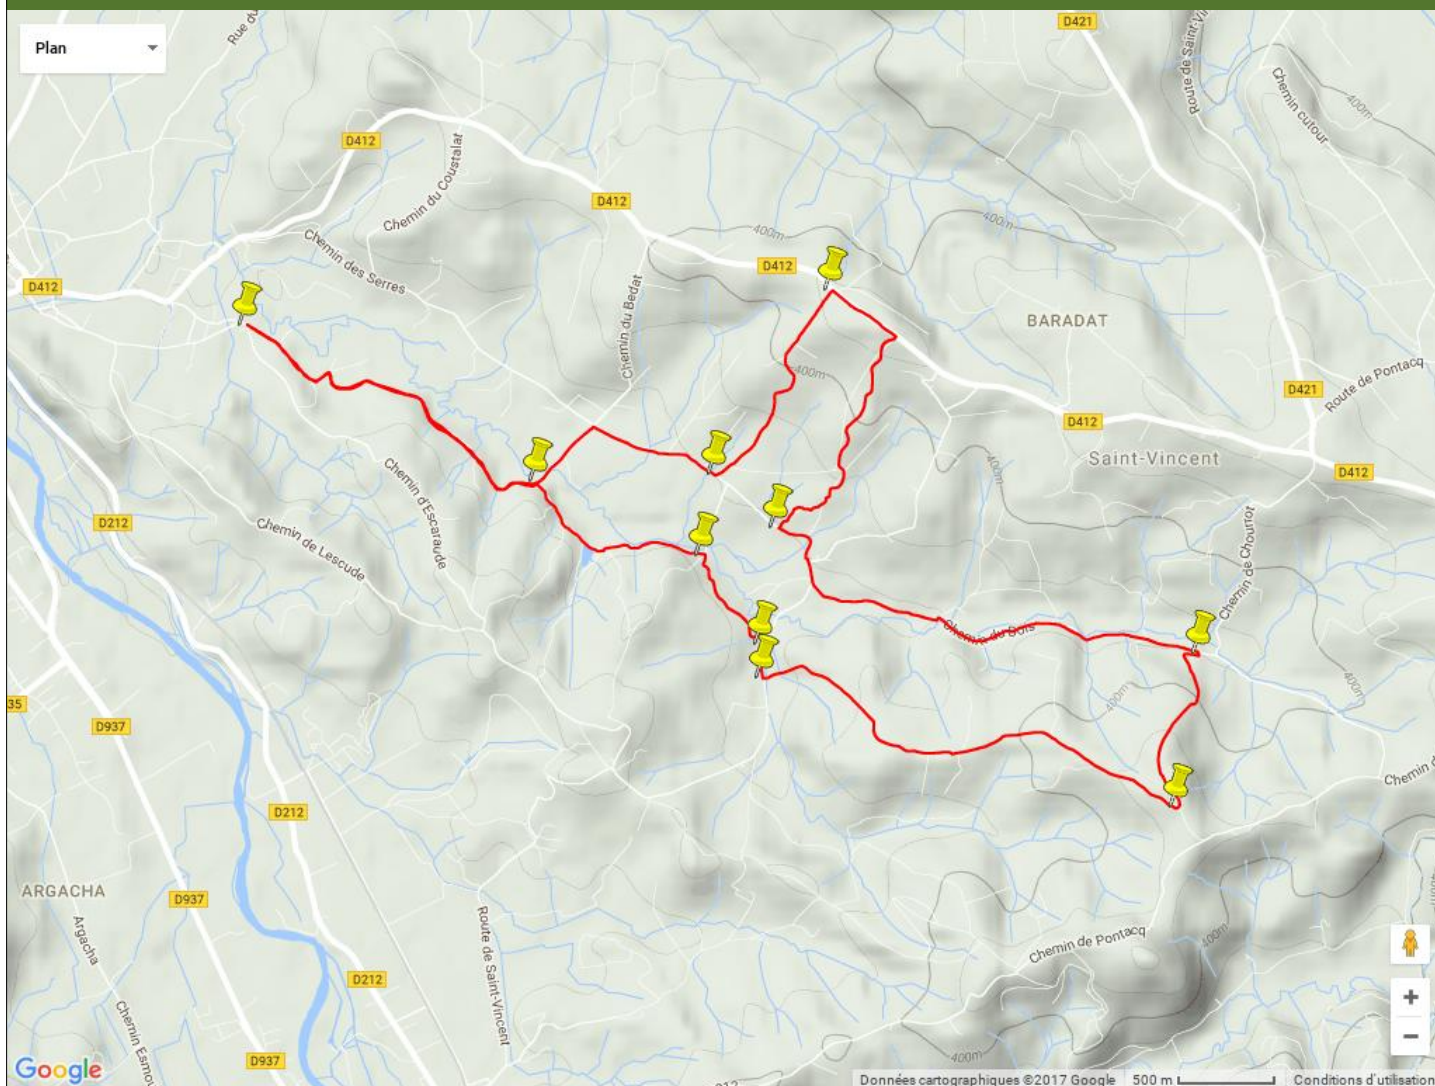 Plan
Rue du
D421
Route de Saint-Vi
Chemin cutour
400m
D412
Chemin du Coustalat
D412
400m
400m
Chemin des Serres
D412
D412
Chemin du Bedat
BARADAT
400m
D421
Route de Pontacq
D412
Saint-Vincent
D412
400m
Chemin d'Escaraude
D212
Chemin de Lescude
Chemin de Chourrot
Chemin du Bois
400m
400m
35
D937
Chemin d
D212
ARGACHA
D937
Argacha
Route de Saint-Vincent
Chemin de Pontacq
400m
400m
D212
Chemin Esmou
D937
400m
Google
Données cartographiques ©2017 Google
500 m
Conditions d'utilisation